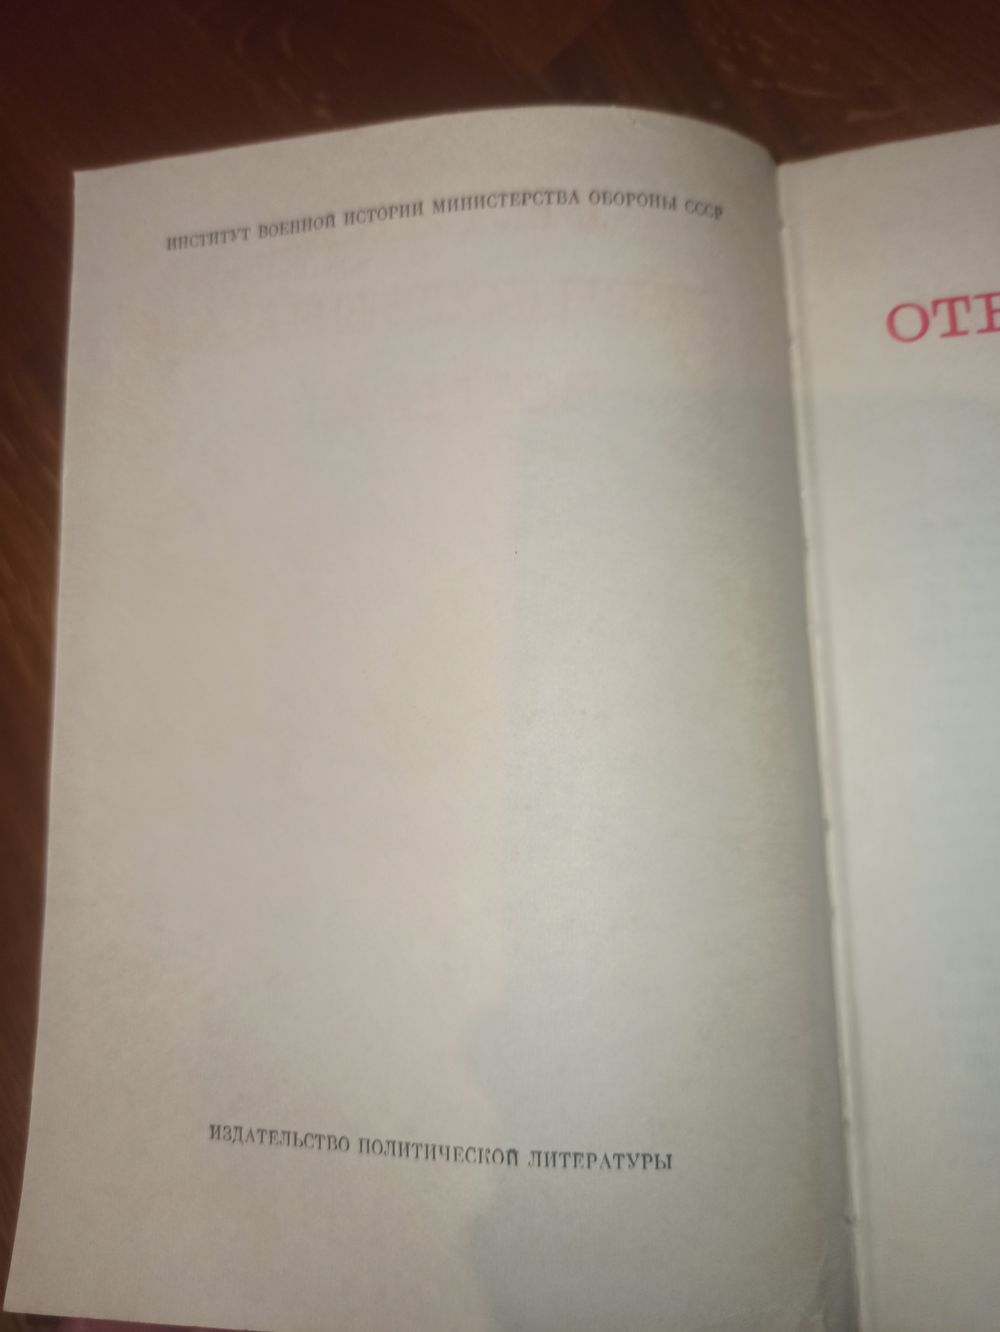 ИНСТИТУТ ВОЕННОЙ ИСТОРИИ МИНИСТЕРСТВА ОБОРОНЫ СССР
ИЗДАТЕЛЬСТВО ПОЛИТИЧЕСКОЙ ЛИТЕРАТУРЫ